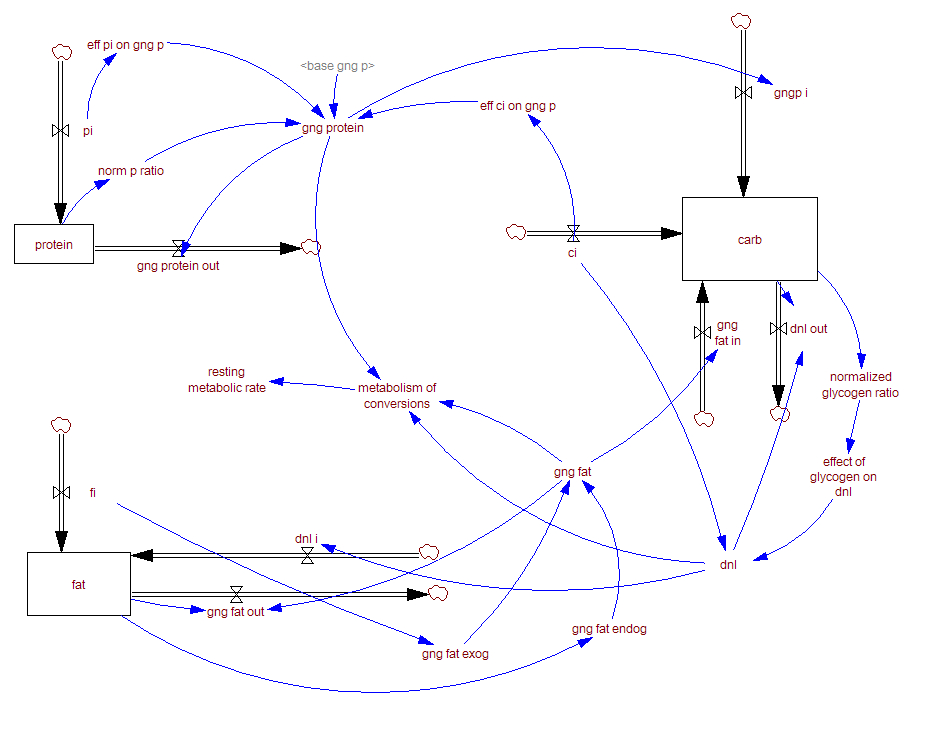 eff pi on gng p
<base gng p>
gngp i
eff ci on gng p
gng protein
pi
norm p ratio
protein
carb
ci
gng protein out
gng
fat in
dnl out
resting
metabolic rate
metabolism of
conversions
normalized
glycogen ratio
effect of
glycogen on
dnl
gng fat
fi
dnl i
dnl
fat
gng fat out
gng fat endog
gng fat exog